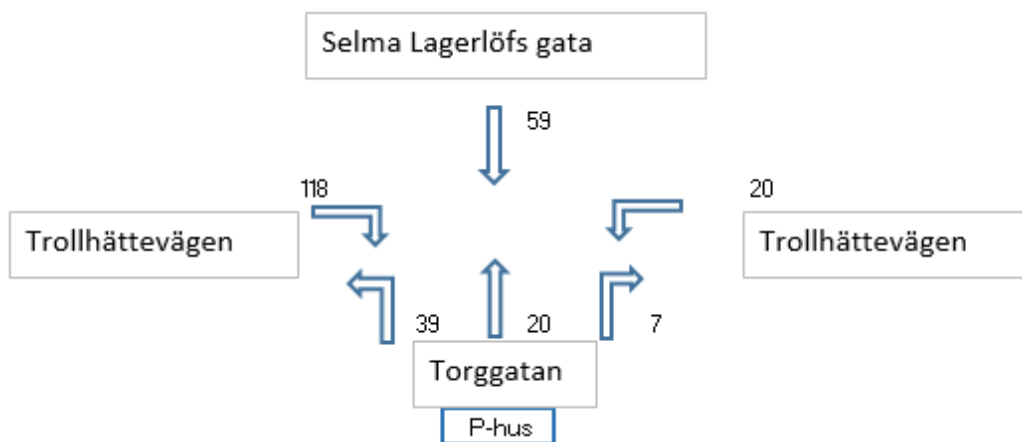 Selma Lagerlöfs gata
59
118
20
Trollhättevägen
Trollhättevägen
39
20
7
Torggatan
P-hus